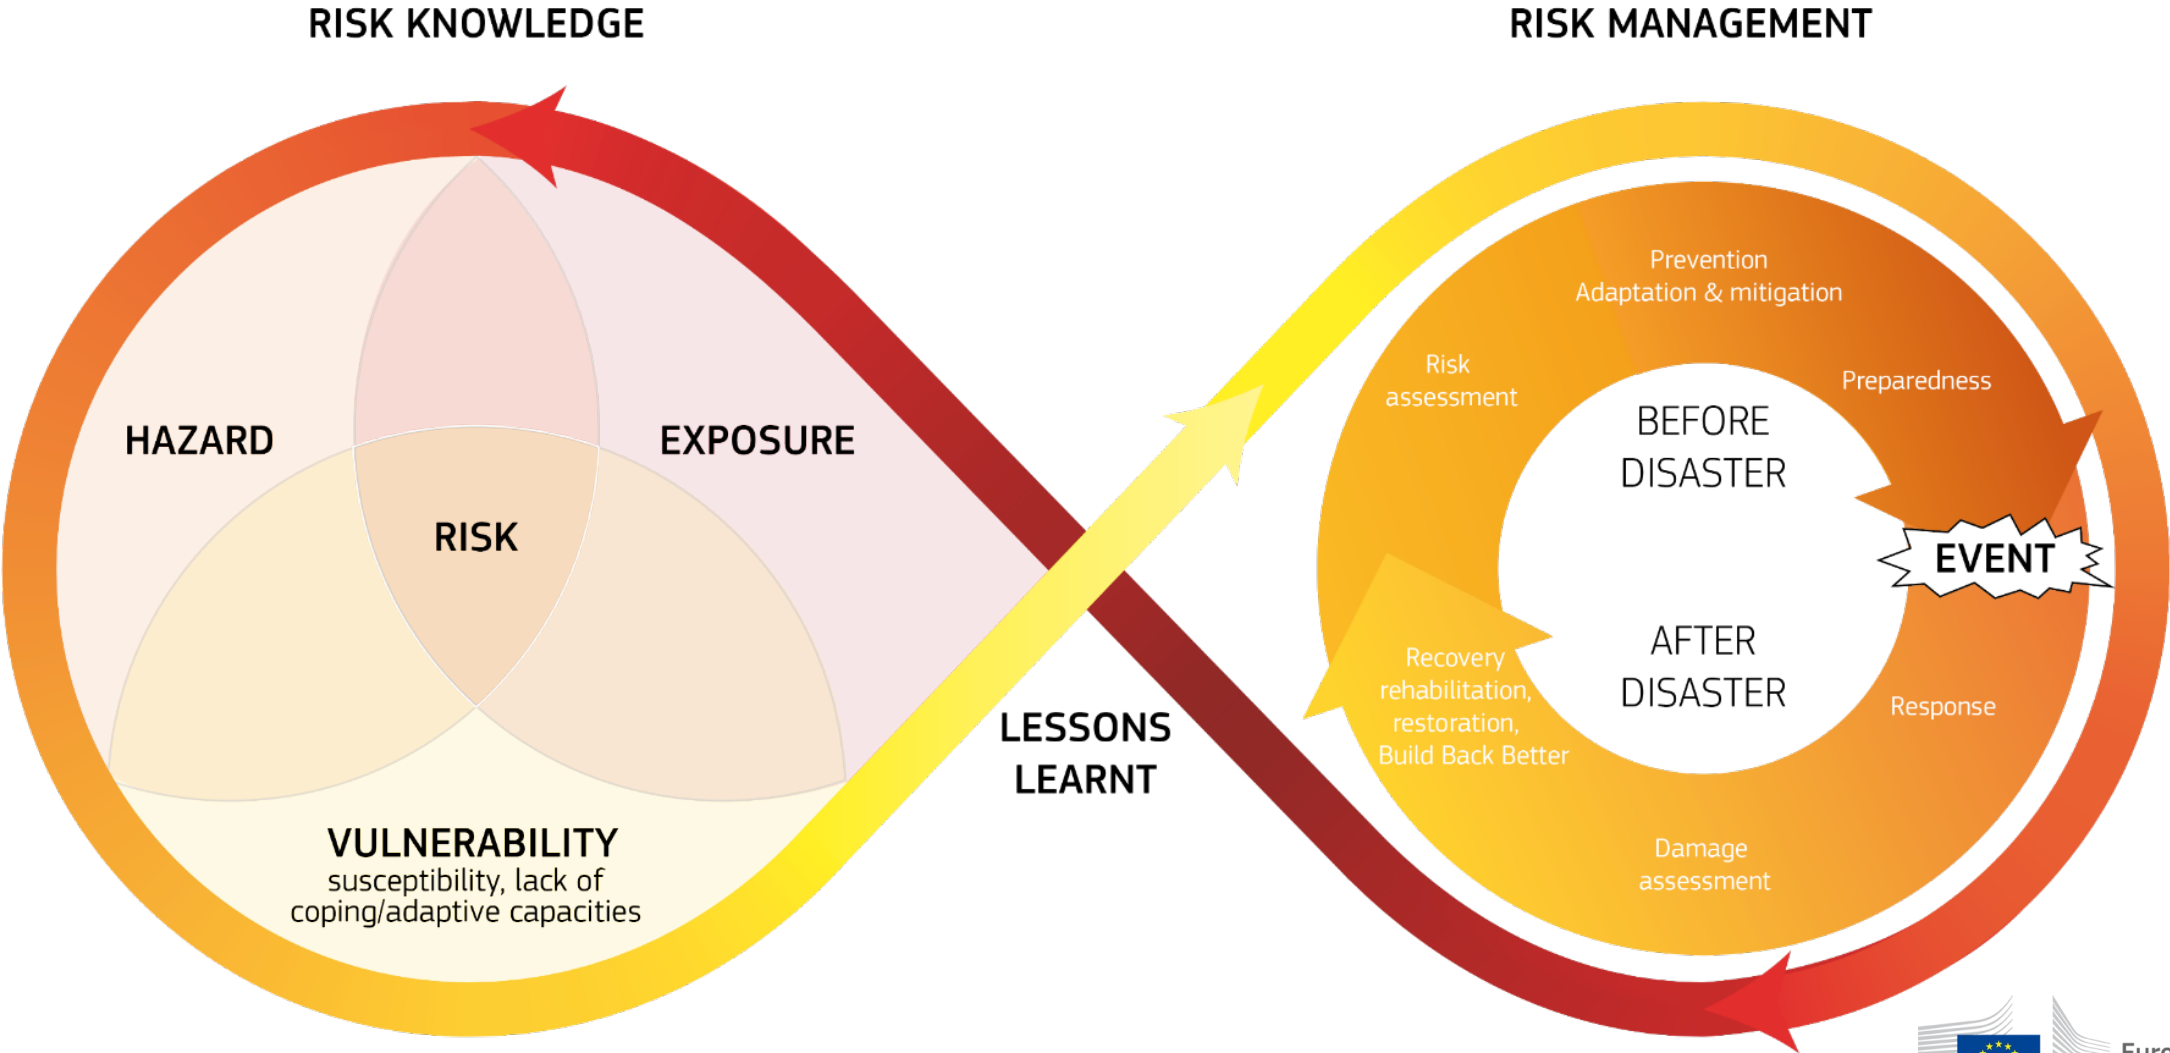 RISK KNOWLEDGE
RISK MANAGEMENT
HAZARD
EXPOSURE
RISK
VULNERABILITY
susceptibility, lack of
coping/adaptive capacities
LESSONS
LEARNT
Prevention
Adaptation & mitigation
Risk
assessment
Preparedness
BEFORE
DISASTER
EVENT
AFTER
DISASTER
Recovery
rehabilitation,
restoration,
Build Back Better
Response
Damage
assessment